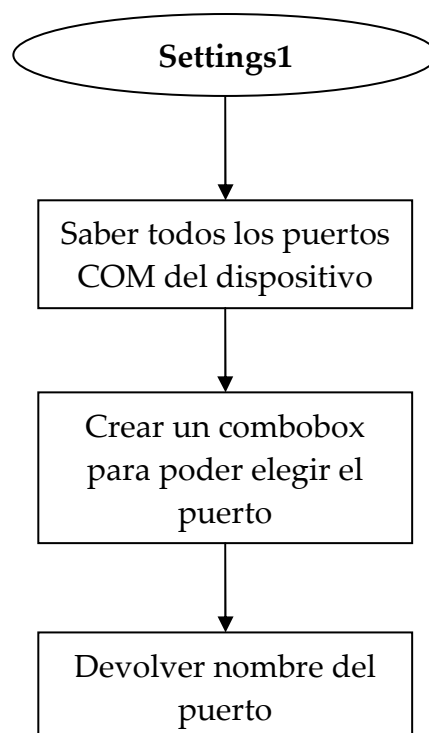 Settings1
Saber todos los puertos
COM del dispositivo
Crear un combobox
para poder elegir el
puerto
Devolver nombre del
puerto